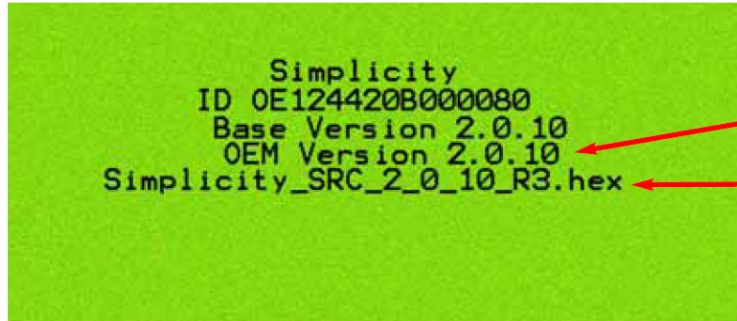 Simplicity
ID 0E124420B000080
Base Version 2.0.10
OEM Version 2.0.10
Simplicity_SRC_2_0_10_R3.hex